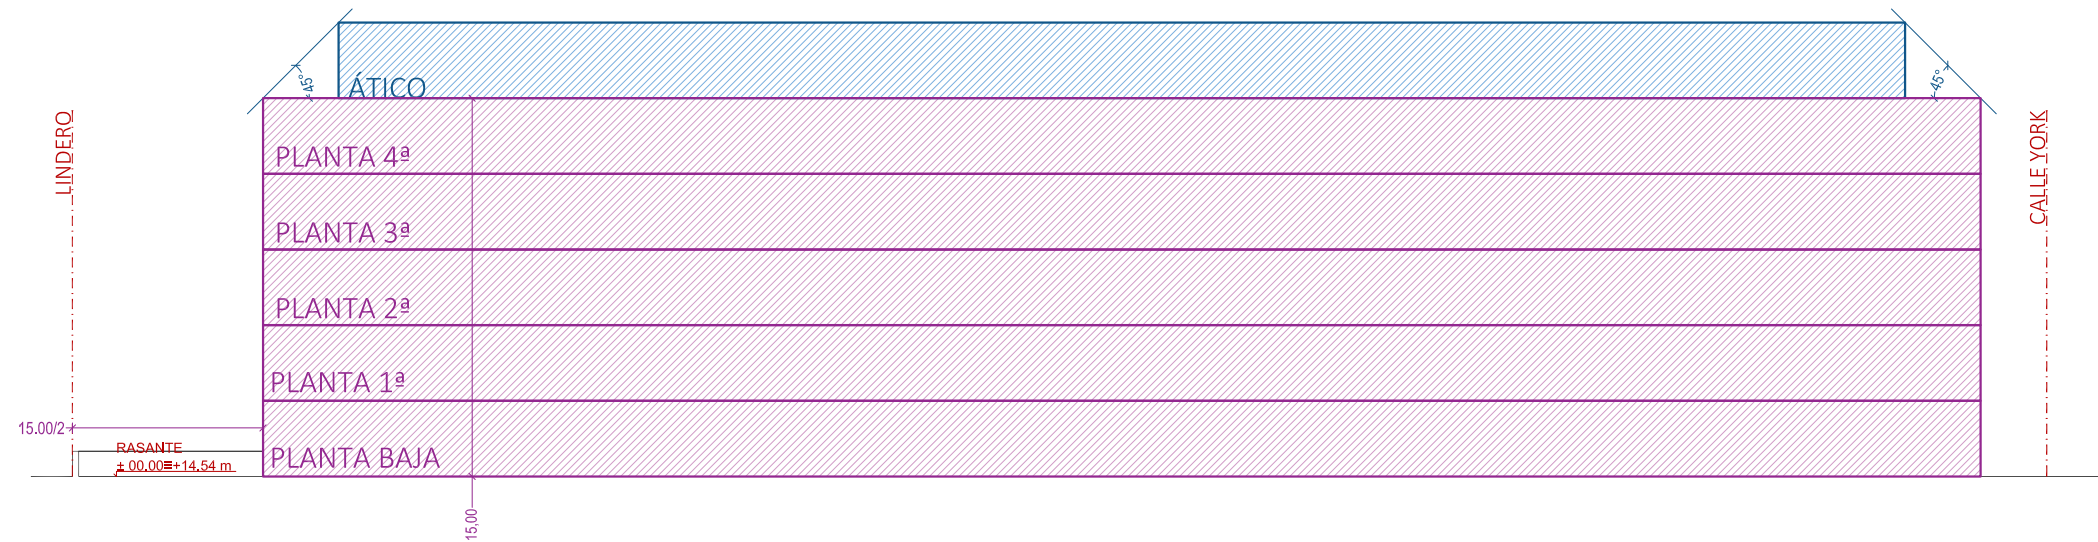 ÁTICO
45°
45°
LINDERO
CALLE YORK
PLANTA 4ª
PLANTA 3ª
PLANTA 2ª
PLANTA 1ª
15.00/2
RASANTE
± 00.00≡+14.54 m
PLANTA BAJA
15,00